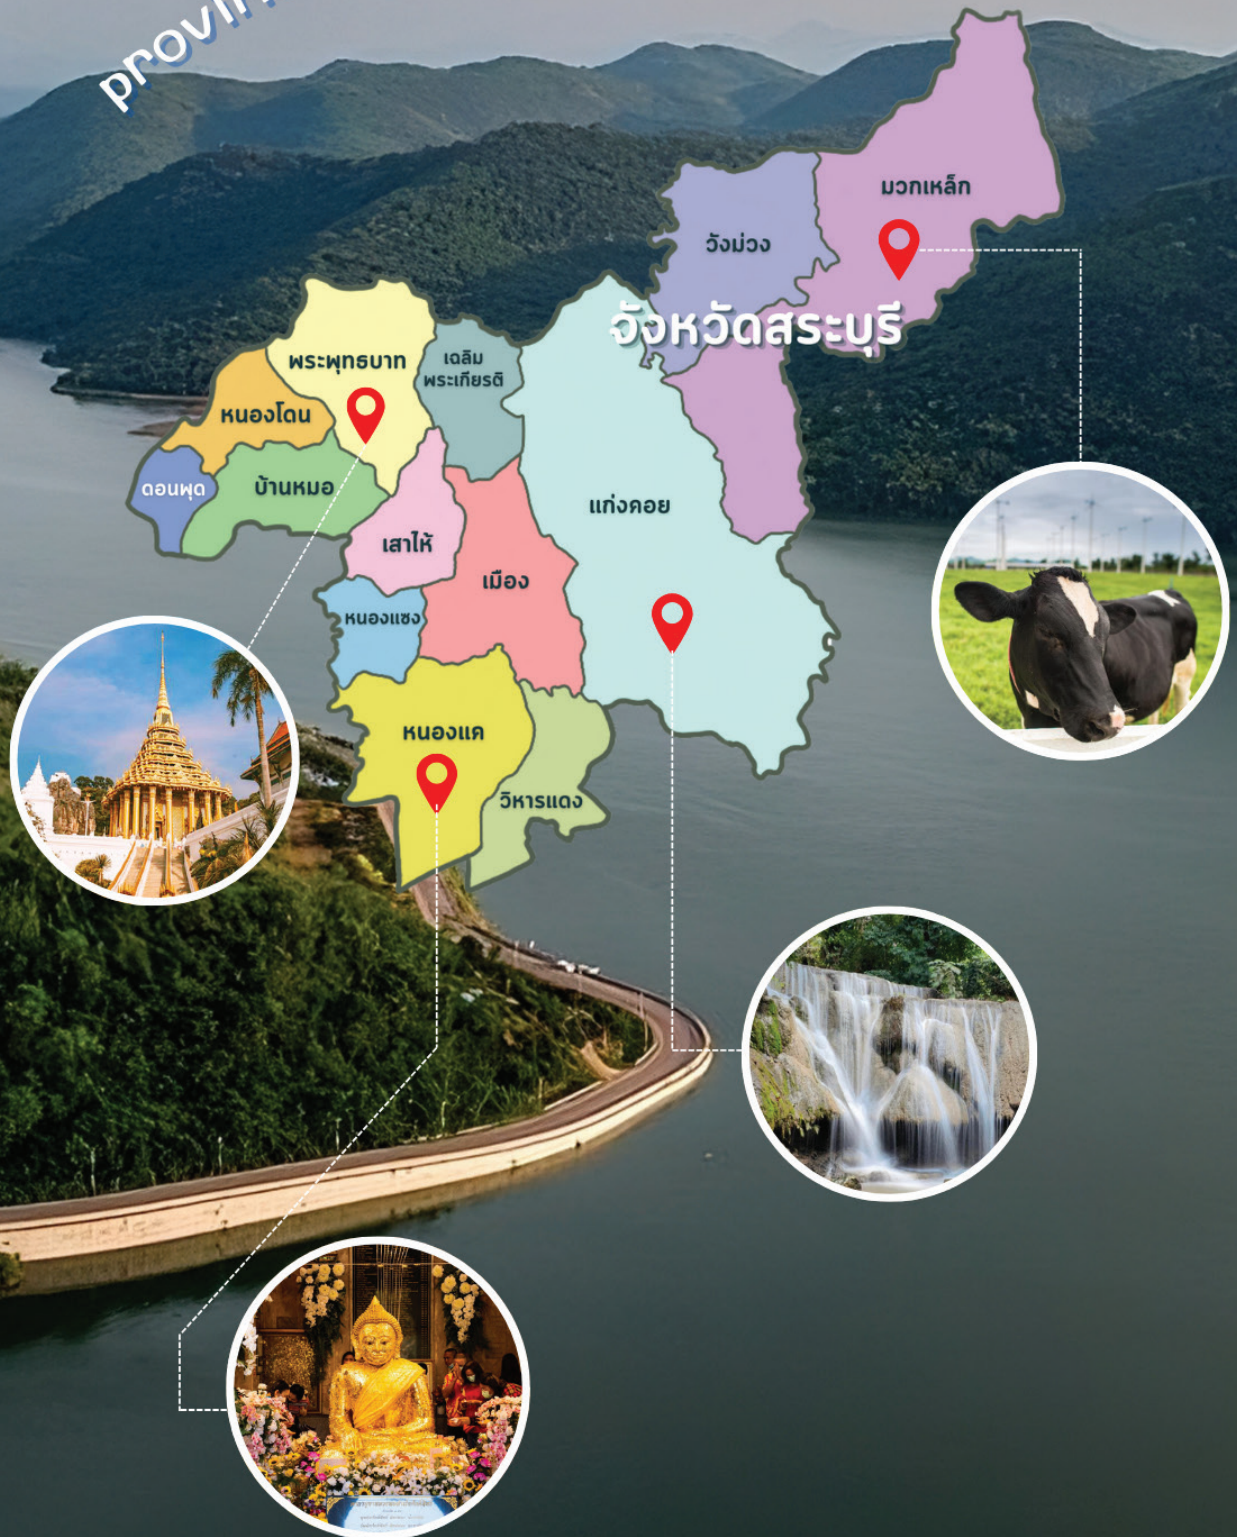 มวกเหล็ก
วังม่วง
จังหวัดสระบุรี
พระพุทธบาท
เฉลิม
พระเกียรติ
หนองโดน
ดอนพุด
บ้านหมอ
แก่งคอย
เสาไห้
เมือง
หนองแซง
หนองแค
วิหารแดง